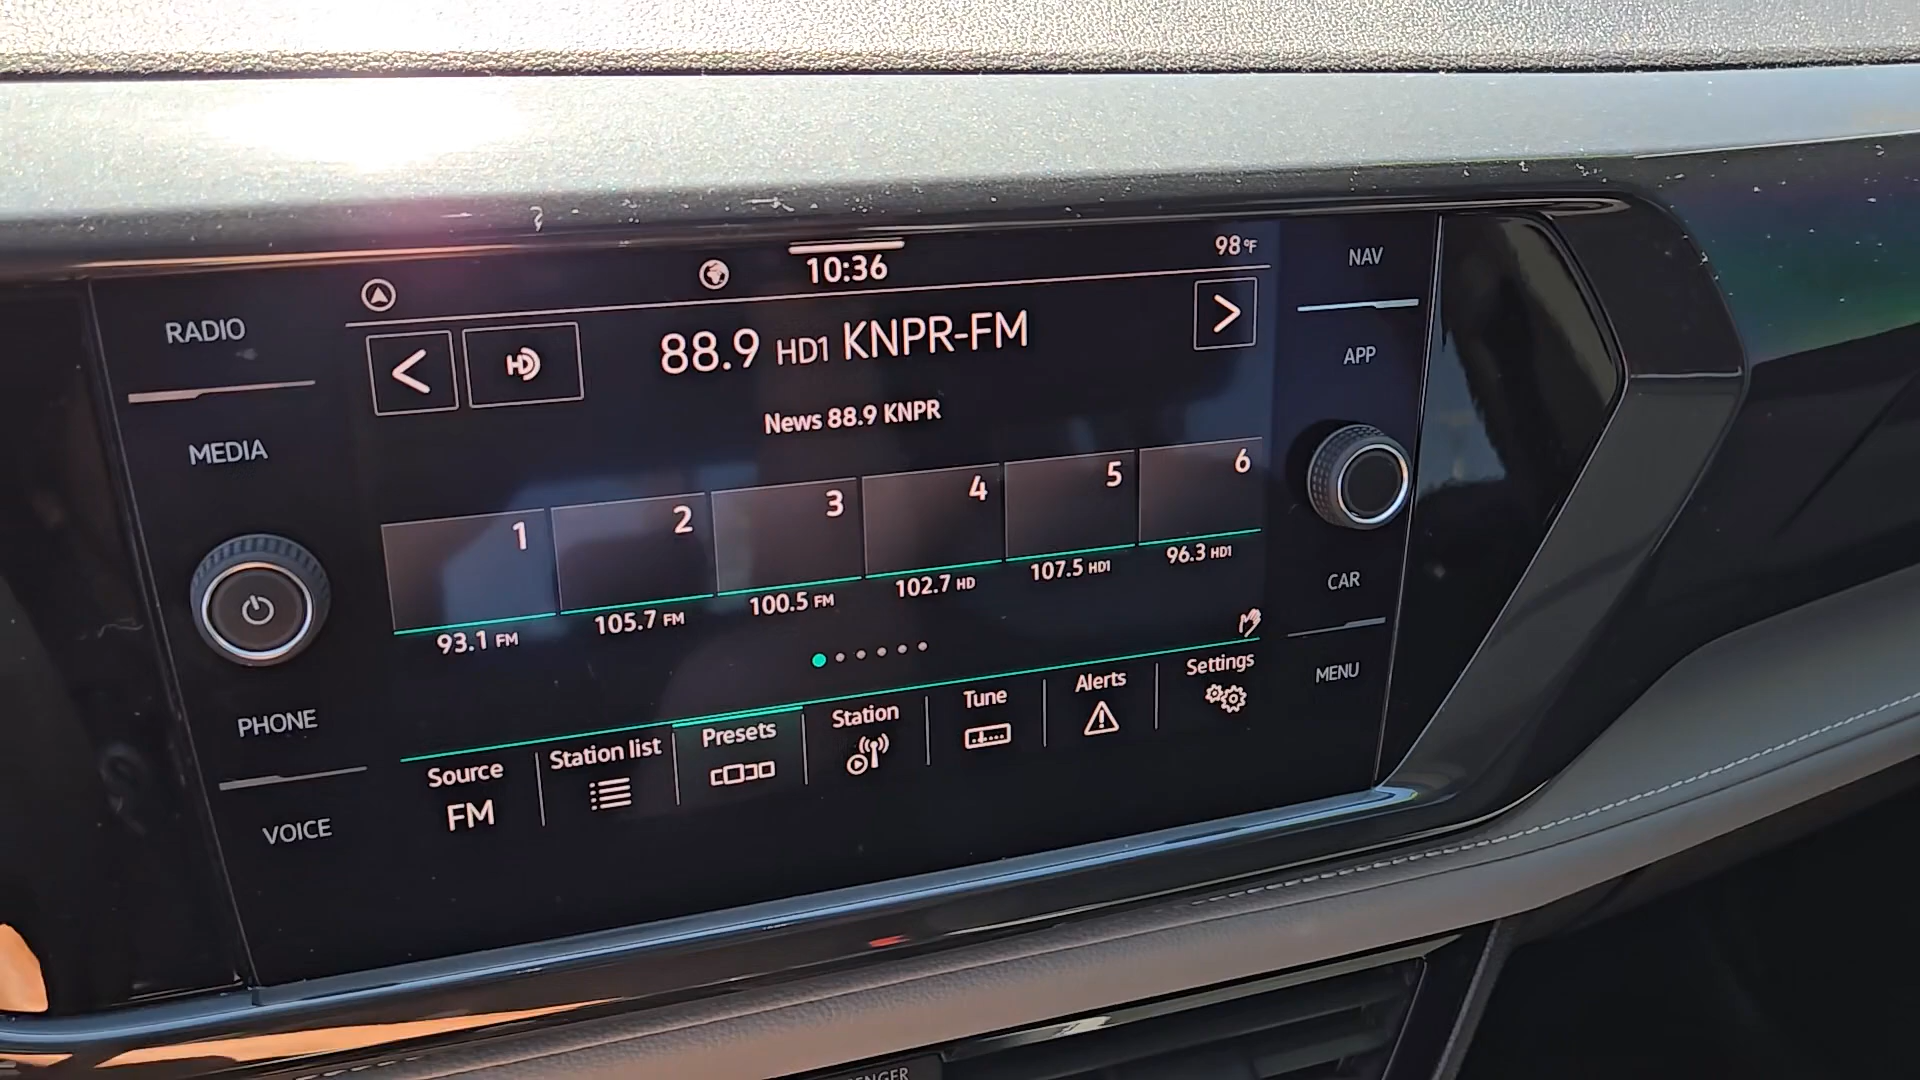 10:36
98°F
88.9 HD1 KNPR-FM
News 88.9 KNPR
1
2
3
4
5
6
93.1 FM
105.7 FM
100.5 FM
102.7 HD
107.5 HD1
96.3 HD1
Source
FM
Station list
Presets
Station
Tune
Alerts
Settings
RADIO
MEDIA
PHONE
VOICE
NAV
APP
CAR
MENU
HD